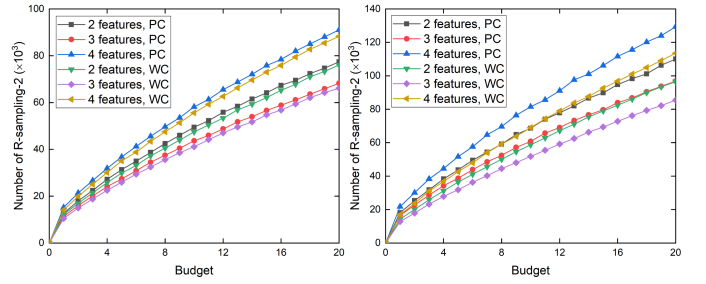 Number of R-sampling-2 (×10³)
100
80
60
40
20
0
2 features, PC
3 features, PC
4 features, PC
2 features, WC
3 features, WC
4 features, WC
0 4 8 12 16 20
Budget
Number of R-sampling-2 (×10³)
140
120
100
80
60
40
20
0
2 features, PC
3 features, PC
4 features, PC
2 features, WC
3 features, WC
4 features, WC
0 4 8 12 16 20
Budget